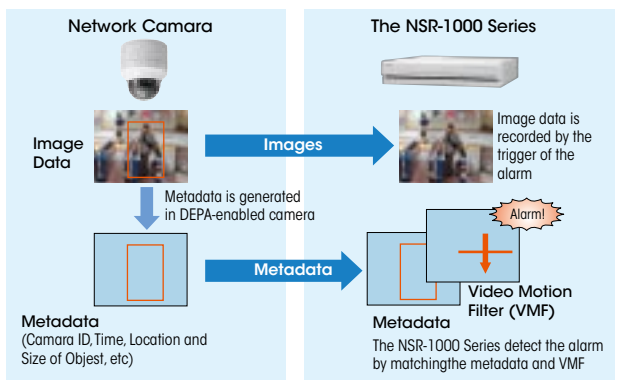 Network Camara
The NSR-1000 Series
Image
Data
Images
Image data is
recorded by the
trigger of the
alarm
Metadata is generated
in DEPA-enabled camera
Alarm!
Metadata
Video Motion
Filter (VMF)
Metadata
(Camara ID, Time, Location and
Size of Objest, etc)
Metadata
The NSR-1000 Series detect the alarm
by matchingthe metadata and VMF